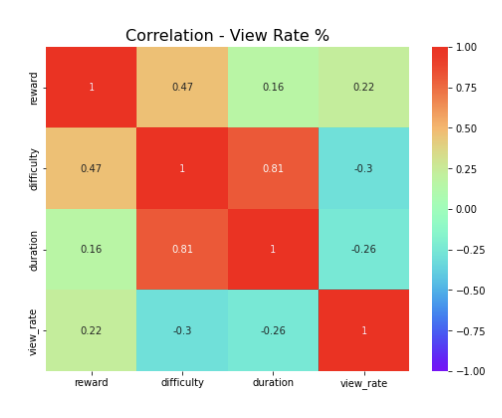 Correlation - View Rate %
reward 1 0.47 0.16 0.22
difficulty 0.47 1 0.81 -0.3
duration 0.16 0.81 1 -0.26
view_rate 0.22 -0.3 -0.26 1
reward difficulty duration view_rate
1.00
0.75
0.50
0.25
0.00
−0.25
−0.50
−0.75
−1.00